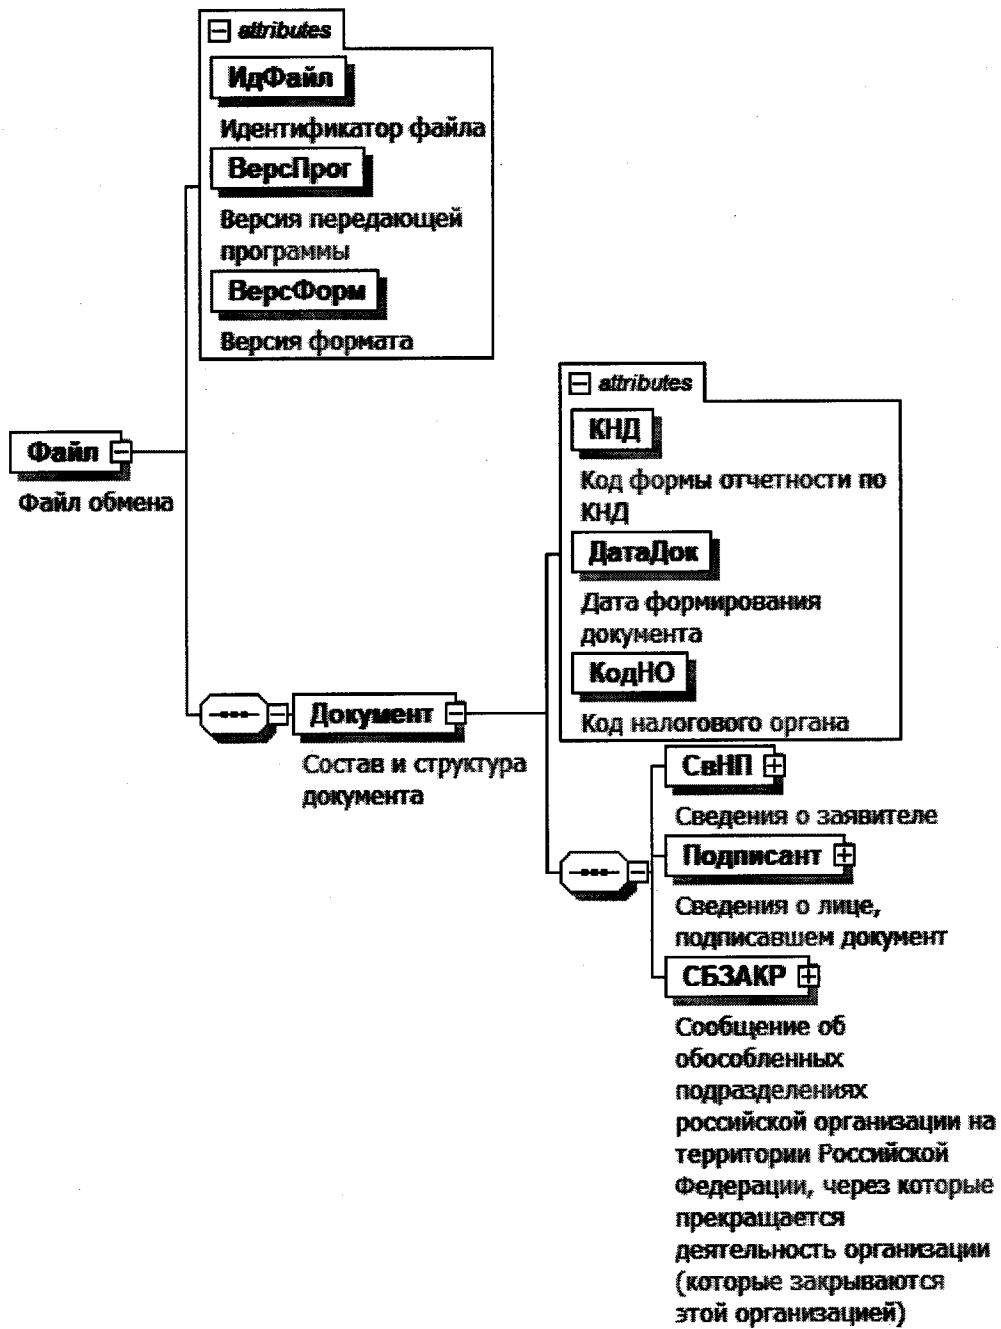 attributes
ИдФайл
Идентификатор файла
ВерсПрог
Версия передающей
программы
ВерсФорм
Версия формата
Файл
Файл обмена
attributes
КНД
Код формы отчетности по
КНД
ДатаДок
Дата формирования
документа
КодНО
Код налогового органа
Документ
Состав и структура
документа
СвНП
Сведения о заявителе
Подписант
Сведения о лице,
подписавшем документ
СБЗАКР
Сообщение об
обособленных
подразделениях
российской организации на
территории Российской
Федерации, через которые
прекращается
деятельность организации
(которые закрываются
этой организацией)